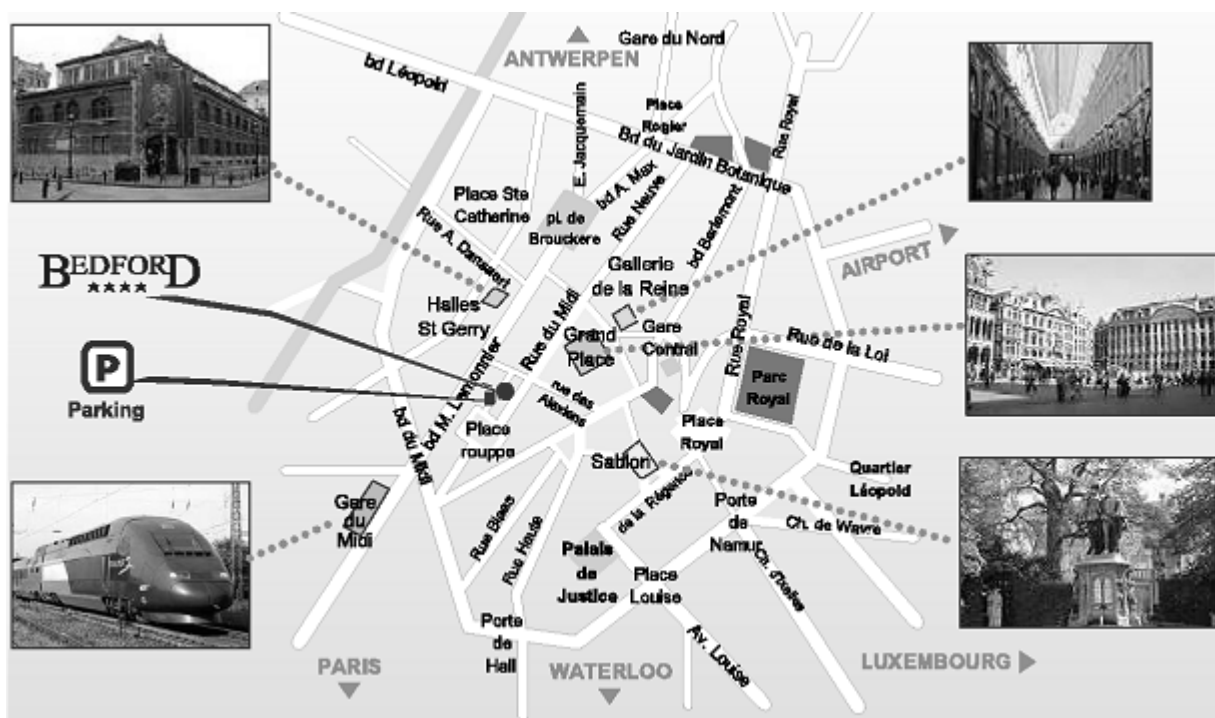 Gare du Nord
ANTWERPEN
bd Léopold
E. Jacquemain
Place
Rogier
Rue Royal
Bd du Jardin Botanique
bd A. Max
Rue Neuve
bd Berlemont
Place Ste
Catherine
pl. de
Brouckere
Rue A. Dansaert
Gallerie
de la Reine
AIRPORT
BEDFORD
★★★★
Halles
St Gerry
Rue du Midi
Grand
Place
Gare
Central
Rue Royal
Rue de la Loi
P
Parking
bd M. Lemonnier
rue des
Alexiens
Parc
Royal
bd du Midi
Place
rouppe
Place
Royal
Sablon
Quartier
Léopold
Gare
du
Midi
Rue Blaes
Rue Haute
de la Régence
Porte
de
Namur
Ch. de Wavre
Ch. d'Ixelles
Palais
de
Justice
Place
Louise
Porte
de
Hall
Av. Louise
PARIS
WATERLOO
LUXEMBOURG